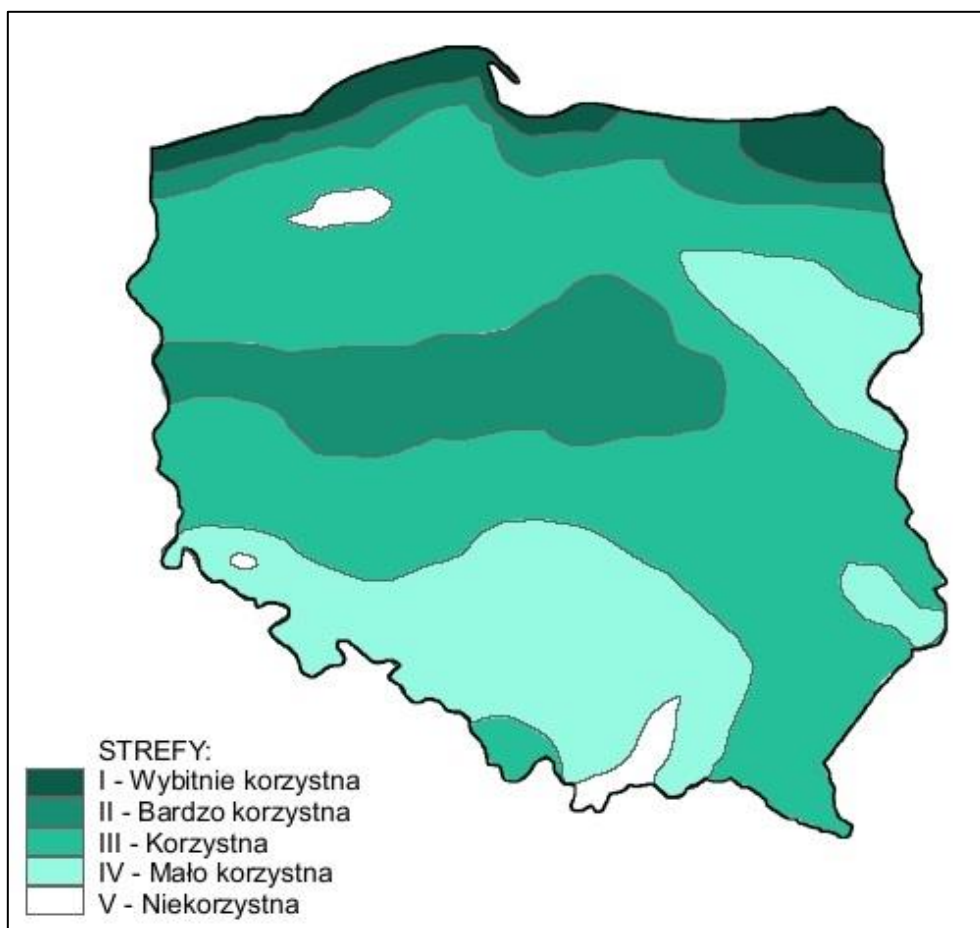 STREFY:
I - Wybitnie korzystna
II - Bardzo korzystna
III - Korzystna
IV - Mało korzystna
V - Niekorzystna